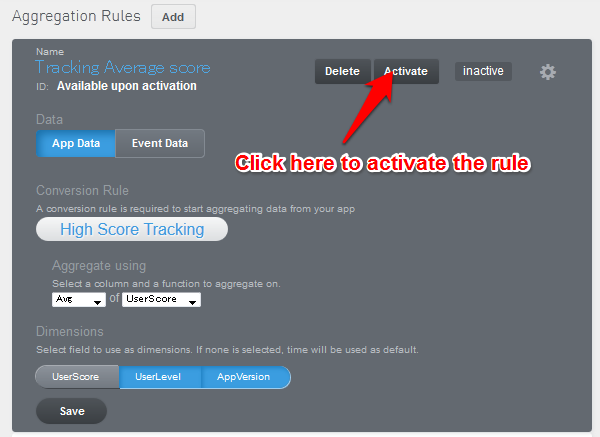 Aggregation Rules Add
Name
Tracking Average score
ID: Available upon activation
Delete Activate inactive
Data
App Data Event Data
Click here to activate the rule
Conversion Rule
A conversion rule is required to start aggregating data from your app
High Score Tracking
Aggregate using
Select a column and a function to aggregate on.
Avg of UserScore
Dimensions
Select field to use as dimensions. If none is selected, time will be used as default.
UserScore UserLevel AppVersion
Save